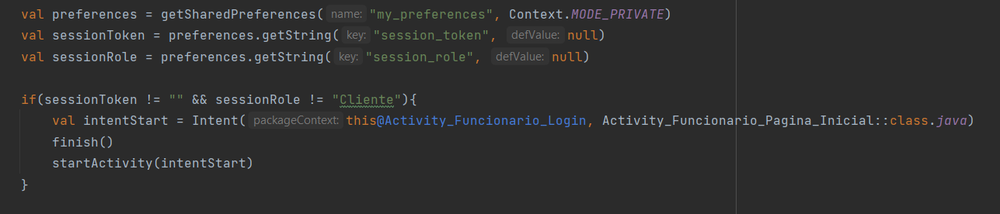 val preferences = getSharedPreferences( name: "my_preferences", Context.MODE_PRIVATE)
val sessionToken = preferences.getString( key: "session_token", defValue: null)
val sessionRole = preferences.getString( key: "session_role", defValue: null)
if(sessionToken != "" && sessionRole != "Cliente"){
val intentStart = Intent( packageContext: this@Activity_Funcionario_Login, Activity_Funcionario_Pagina_Inicial::class.java)
finish()
startActivity(intentStart)
}